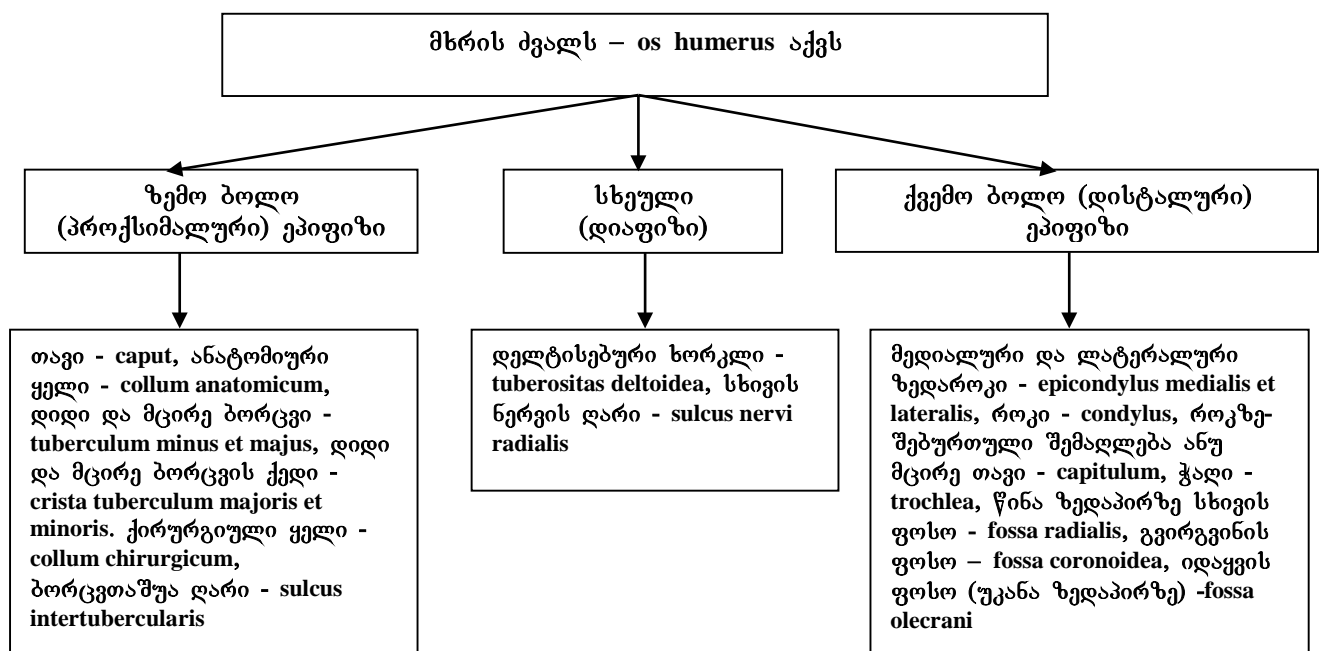 მხრის ძვალს – os humerus აქვს
ზემო ბოლო
(პროქსიმალური) ეპიფიზი
სხეული
(დიაფიზი)
ქვემო ბოლო (დისტალური)
ეპიფიზი
თავი - caput, ანატომიური
ყელი - collum anatomicum,
დიდი და მცირე ბორცვი -
tuberculum minus et majus, დიდი
და მცირე ბორცვის ქედი -
crista tuberculum majoris et
minoris. ქირურგიული ყელი -
collum chirurgicum,
ბორცვთაშუა ღარი - sulcus
intertubercularis
დელტისებური ხორკლი -
tuberositas deltoidea, სხივის
ნერვის ღარი - sulcus nervi
radialis
მედიალური და ლატერალური
ზედაროკი - epicondylus medialis et
lateralis, როკი - condylus, როკზე-
შებურთული შემაღლება ანუ
მცირე თავი - capitulum, ჭაღი -
trochlea, წინა ზედაპირზე სხივის
ფოსო - fossa radialis, გვირგვინის
ფოსო – fossa coronoidea, იდაყვის
ფოსო (უკანა ზედაპირზე) -fossa
olecrani